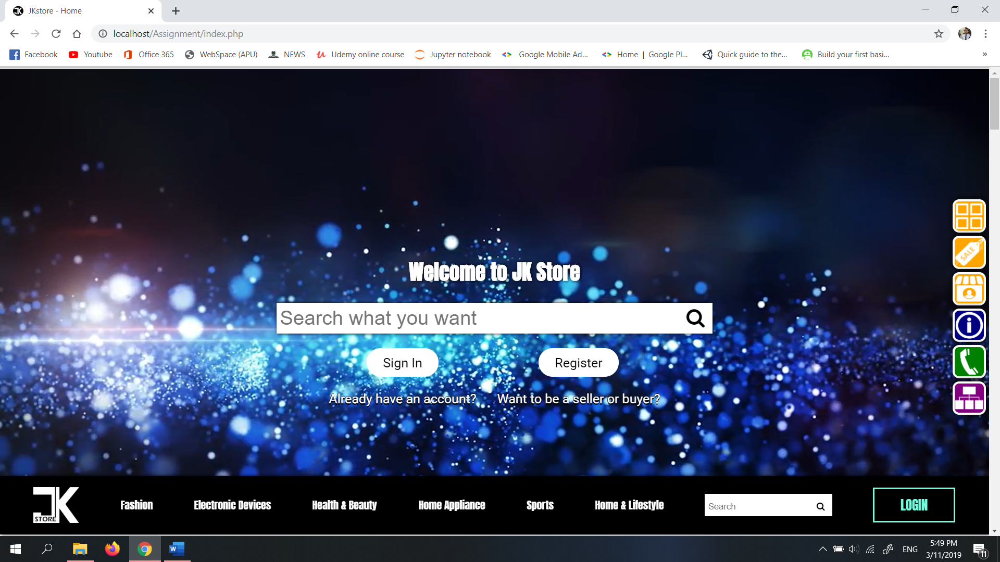 JKstore - Home
localhost/Assignment/index.php
Facebook Youtube Office 365 WebSpace (APU) NEWS Udemy online course Jupyter notebook Google Mobile Ad... Home | Google Pl... Quick guide to the... Build your first basi... »
SALE
Welcome to JK Store
Search what you want
Sign In Register
Already have an account? Want to be a seller or buyer?
JK STORE Fashion Electronic Devices Health & Beauty Home Appliance Sports Home & Lifestyle Search LOGIN
ENG 5:49 PM
3/11/2019 11